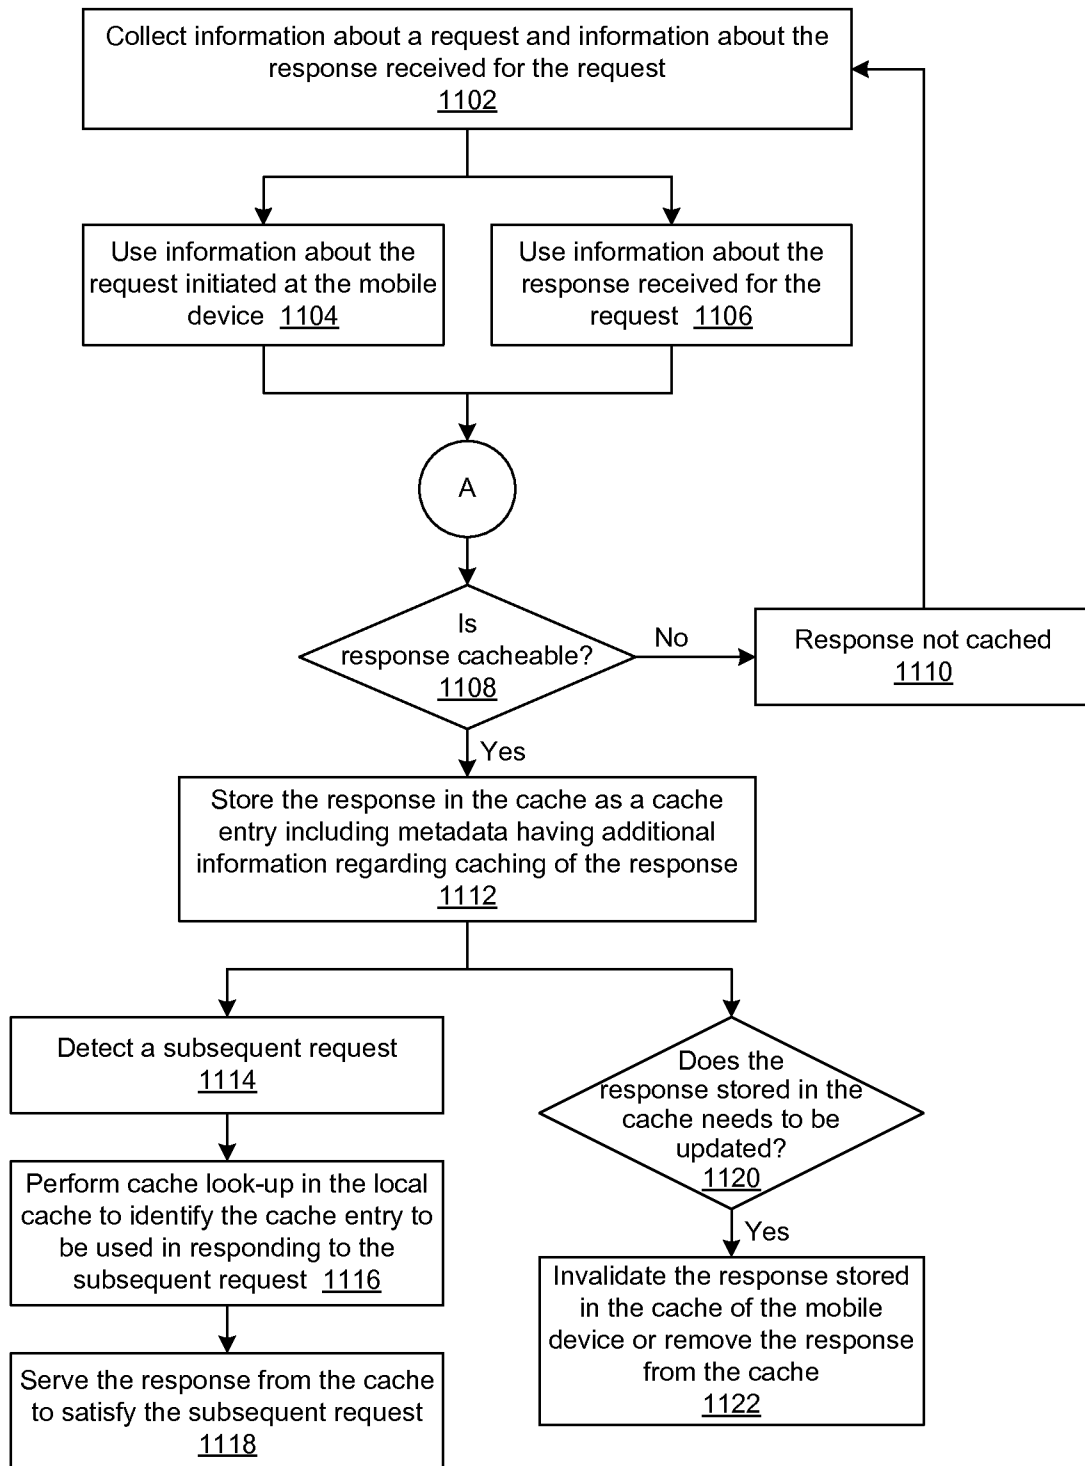 Collect information about a request and information about the
response received for the request
1102
Use information about the
request initiated at the mobile
device 1104
Use information about the
response received for the
request 1106
A
Is
response cacheable?
1108
No
Response not cached
1110
Yes
Store the response in the cache as a cache
entry including metadata having additional
information regarding caching of the response
1112
Detect a subsequent request
1114
Perform cache look-up in the local
cache to identify the cache entry to
be used in responding to the
subsequent request 1116
Serve the response from the cache
to satisfy the subsequent request
1118
Does the
response stored in the
cache needs to be
updated?
1120
Yes
Invalidate the response stored
in the cache of the mobile
device or remove the response
from the cache
1122